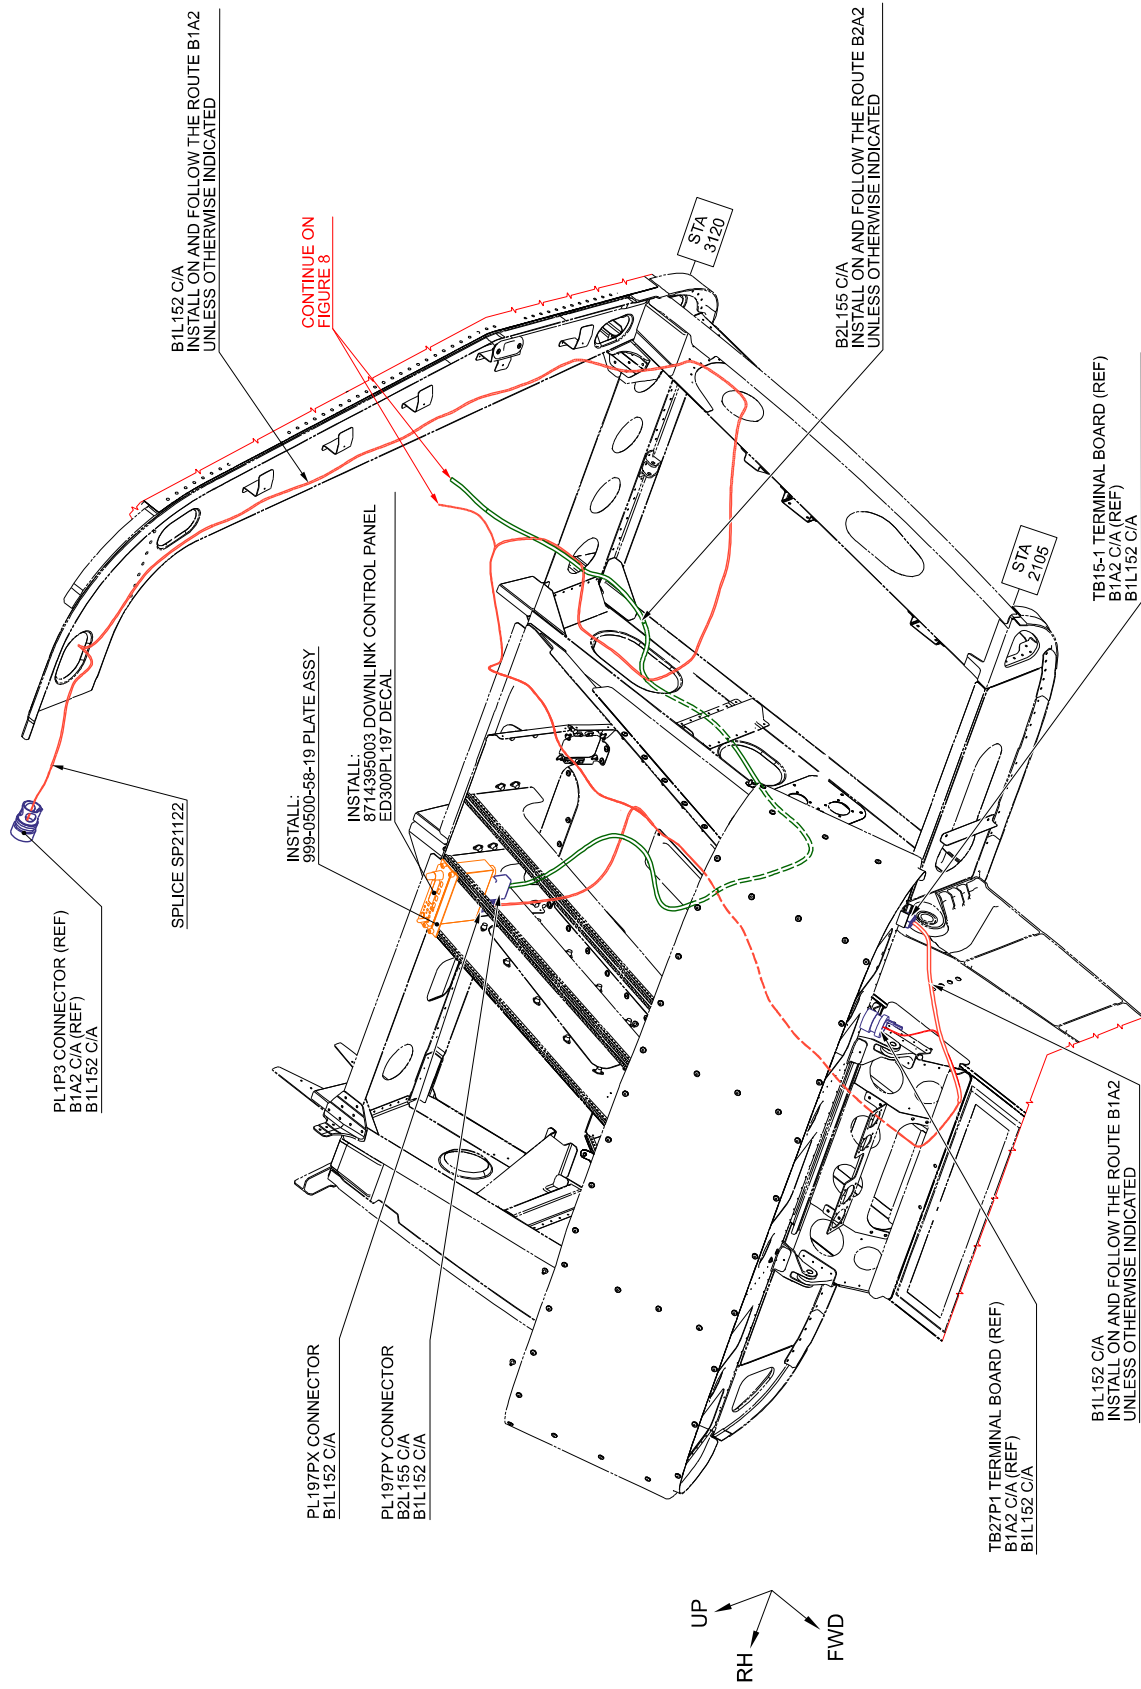 PL1P3 CONNECTOR (REF)
B1A2 C/A (REF)
B1L152 C/A
SPLICE SP21122
B1L152 C/A
INSTALL ON AND FOLLOW THE ROUTE B1A2
UNLESS OTHERWISE INDICATED
INSTALL:
999-0500-58-19 PLATE ASSY
CONTINUE ON
FIGURE 8
INSTALL:
8714395003 DOWNLINK CONTROL PANEL
ED300PL197 DECAL
PL197PX CONNECTOR
B1L152 C/A
PL197PY CONNECTOR
B2L155 C/A
B1L152 C/A
STA
3120
B2L155 C/A
INSTALL ON AND FOLLOW THE ROUTE B2A2
UNLESS OTHERWISE INDICATED
UP
RH
FWD
STA
2105
TB27P1 TERMINAL BOARD (REF)
B1A2 C/A (REF)
B1L152 C/A
B1L152 C/A
INSTALL ON AND FOLLOW THE ROUTE B1A2
UNLESS OTHERWISE INDICATED
TB15-1 TERMINAL BOARD (REF)
B1A2 C/A (REF)
B1L152 C/A